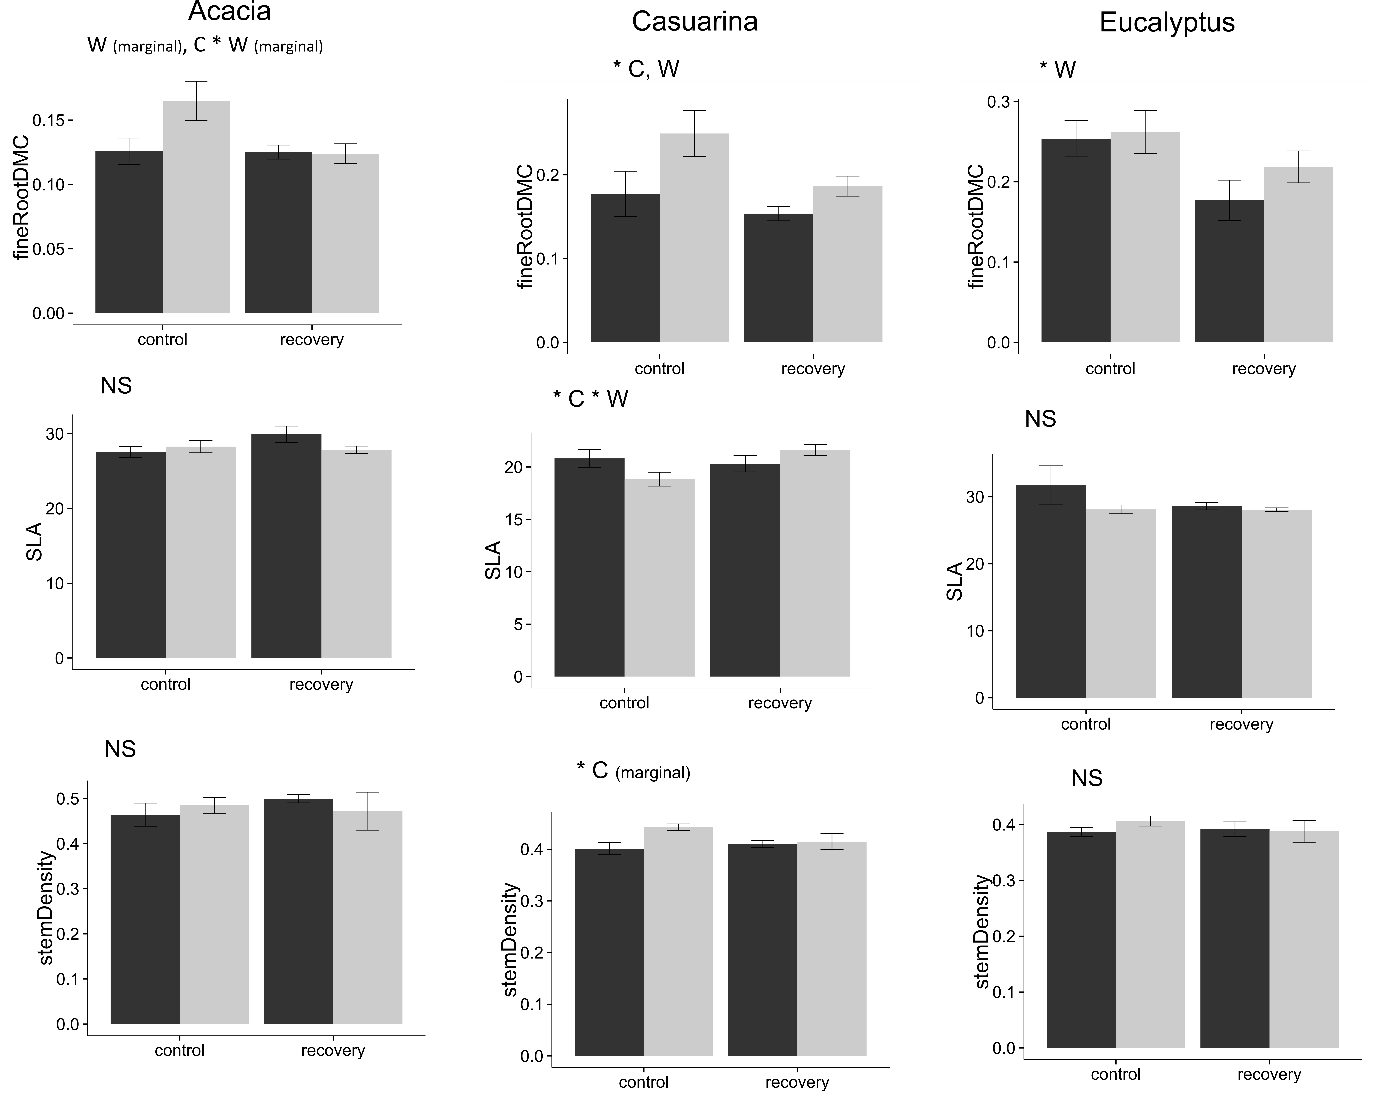 Acacia
W (marginal), C * W (marginal)
fineRootDMC
0.15
0.10
0.05
0.00
control
recovery
Casuarina
* C, W
fineRootDMC
0.2
0.1
0.0
control
recovery
Eucalyptus
* W
fineRootDMC
0.3
0.2
0.1
0.0
control
recovery
NS
SLA
30
20
10
0
control
recovery
* C * W
SLA
20
15
10
5
0
control
recovery
NS
SLA
30
20
10
0
control
recovery
NS
stemDensity
0.5
0.4
0.3
0.2
0.1
0.0
control
recovery
* C (marginal)
stemDensity
0.4
0.3
0.2
0.1
0.0
control
recovery
NS
stemDensity
0.4
0.3
0.2
0.1
0.0
control
recovery